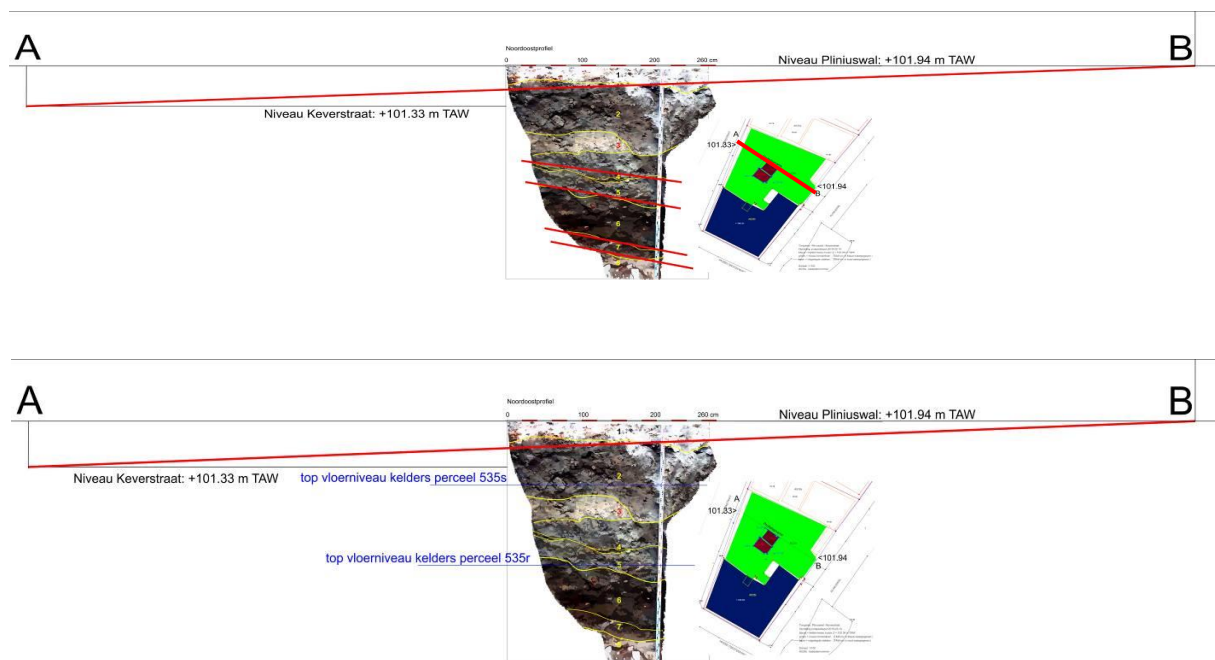 A
B
Noordoostprofiel
0 100 200 260 cm
Niveau Pliniuswal: +101.94 m TAW
Niveau Keverstraat: +101.33 m TAW
1
2
3
4
5
6
7
A
101.33>
<101.94
B
A
B
Noordoostprofiel
0 100 200 260 cm
Niveau Pliniuswal: +101.94 m TAW
Niveau Keverstraat: +101.33 m TAW
top vloerniveau kelders perceel 535s
top vloerniveau kelders perceel 535r
1
2
3
4
5
6
7
A
101.33>
<101.94
B